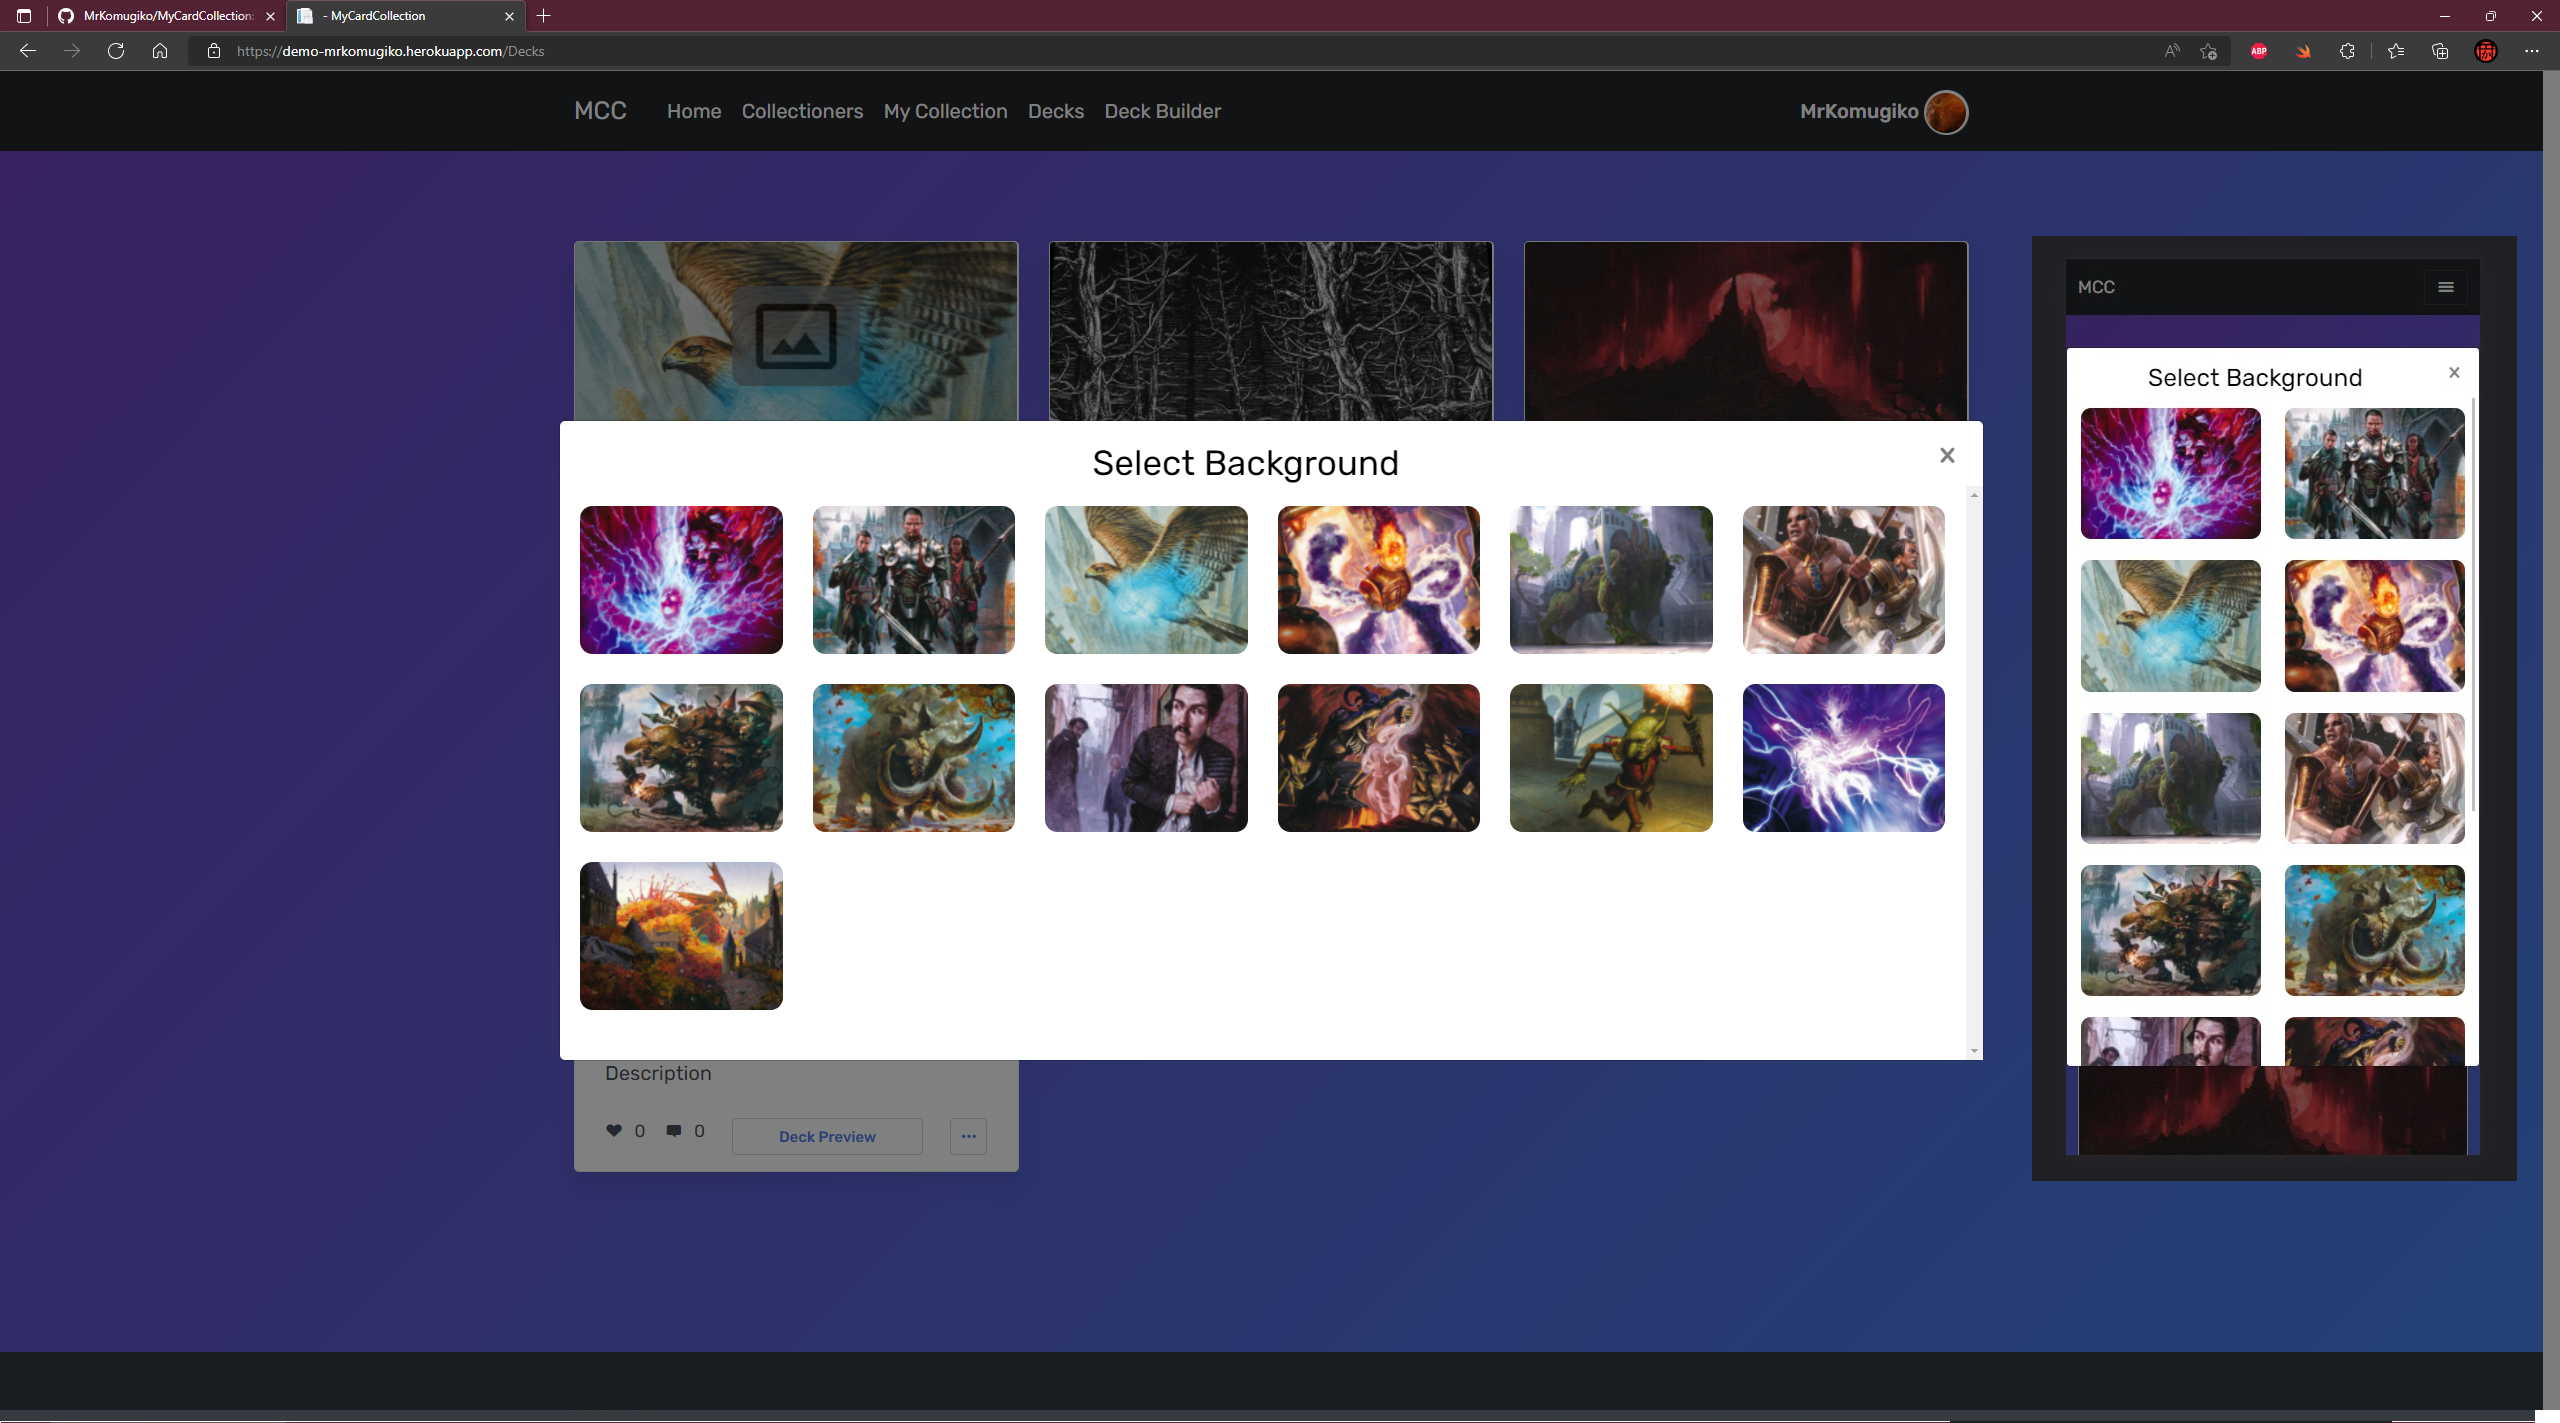 MrKomugiko/MyCardCollection:
- MyCardCollection
https://demo-mrkomugiko.herokuapp.com/Decks
ABP
MCC Home Collectioners My Collection Decks Deck Builder MrKomugiko
MCC
Select Background
Select Background
Description
0 0 Deck Preview